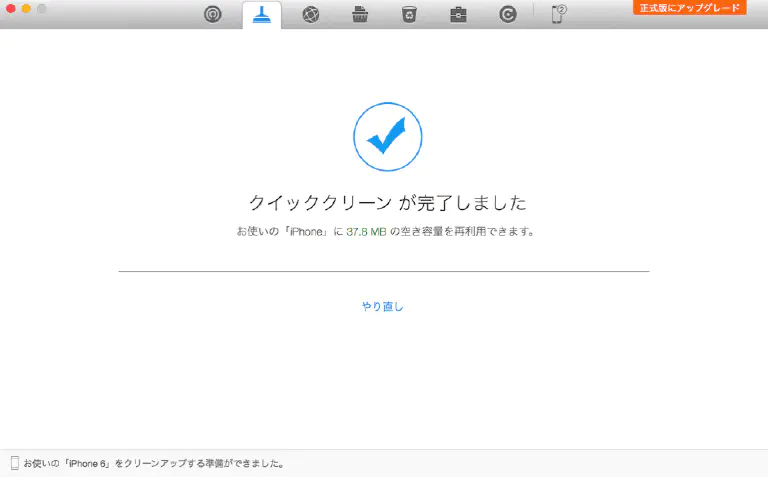 ②
正式版にアップグレード
クイッククリーン が完了しました
お使いの「iPhone」に 37.8 MB の空き容量を再利用できます。
やり直し
お使いの「iPhone 6」をクリーンアップする準備ができました。